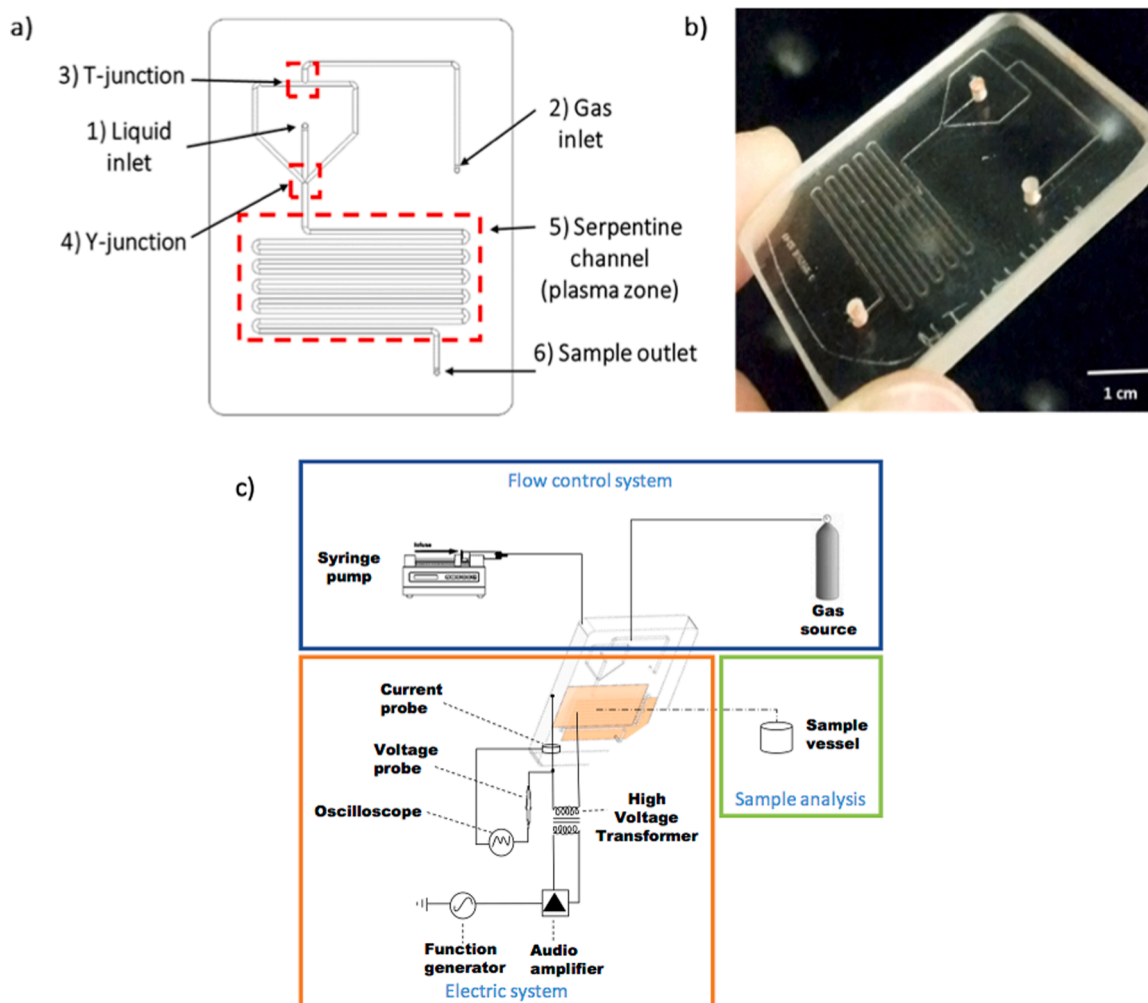 a)
3) T-junction
1) Liquid
inlet
2) Gas
inlet
4) Y-junction
5) Serpentine
channel
(plasma zone)
6) Sample outlet
b)
1 cm
c)
Flow control system
Syringe
pump
Gas
source
Current
probe
Voltage
probe
Oscilloscope
High
Voltage
Transformer
Sample
vessel
Sample analysis
Function
generator
Audio
amplifier
Electric system